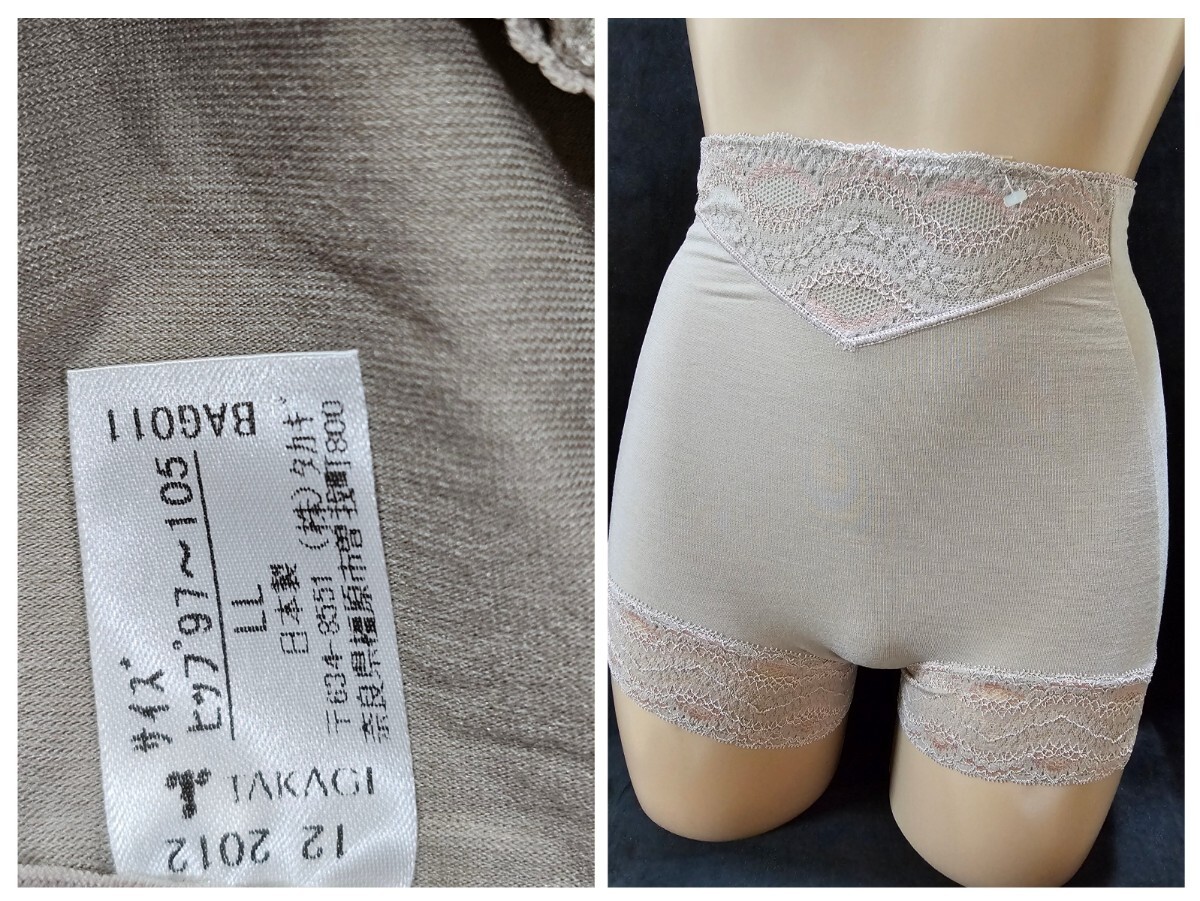 BAG011
サイズ
ヒップ97～105
LL
日本製
(株)タカギ
〒634-8551
奈良県橿原市曽我町800
TAKAGI
12 2012